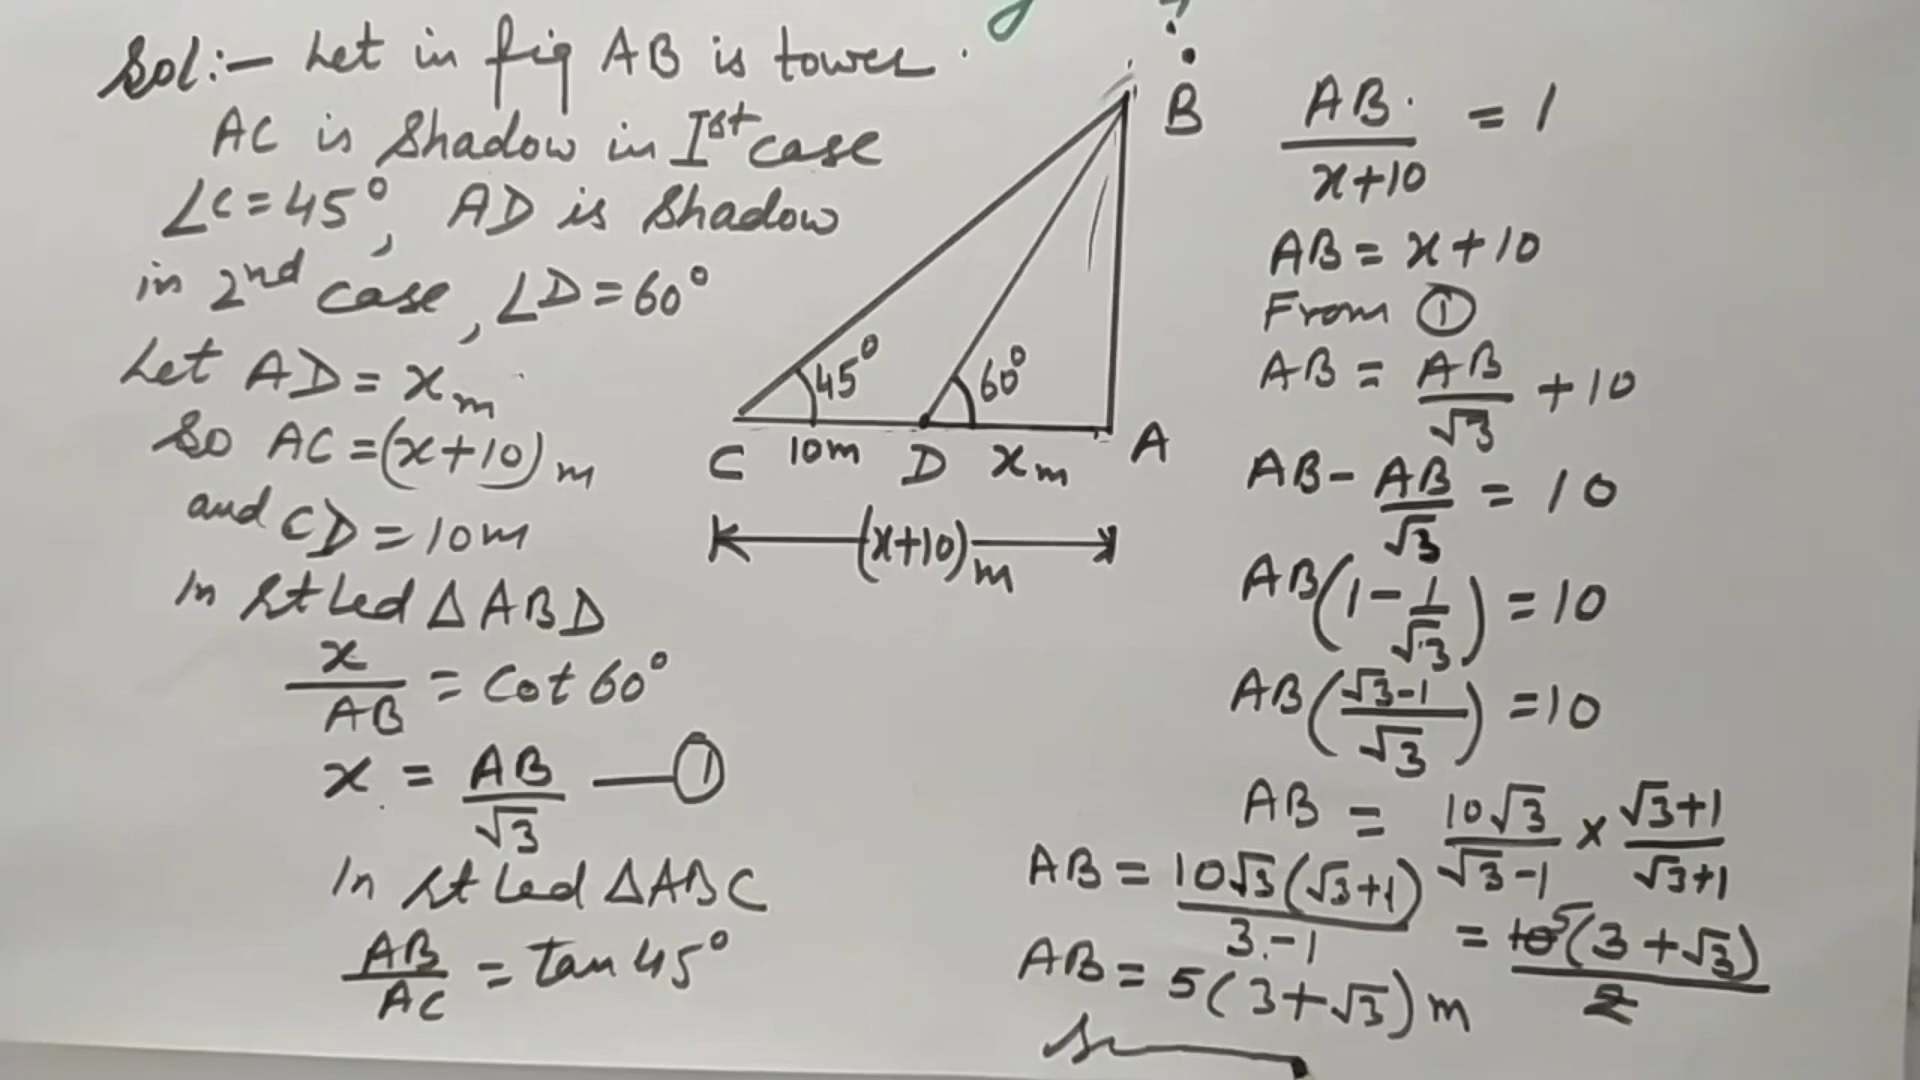 Sol:- Let in fig AB is tower.
AC is Shadow in Ist case
∠C=45°, AD is Shadow
in 2nd case, ∠D=60°
Let AD = x m
So AC=(x+10) m
and CD = 10m
In rt ∠ed △ABD
x/AB = Cot 60°
x = AB/√3 — ①
In rt ∠ed △ABC
AB/AC = tan 45°
B
45°
60°
C 10m D x m A
(x+10) m
AB/x+10 = 1
AB = x+10
From ①
AB = AB/√3 + 10
AB - AB/√3 = 10
AB(1 - 1/√3) = 10
AB(√3-1/√3) = 10
AB = 10√3/√3-1 × √3+1/√3+1
AB = 10√3(√3+1)/3-1 = 10 5(3+√3)/2
AB = 5(3+√3) m